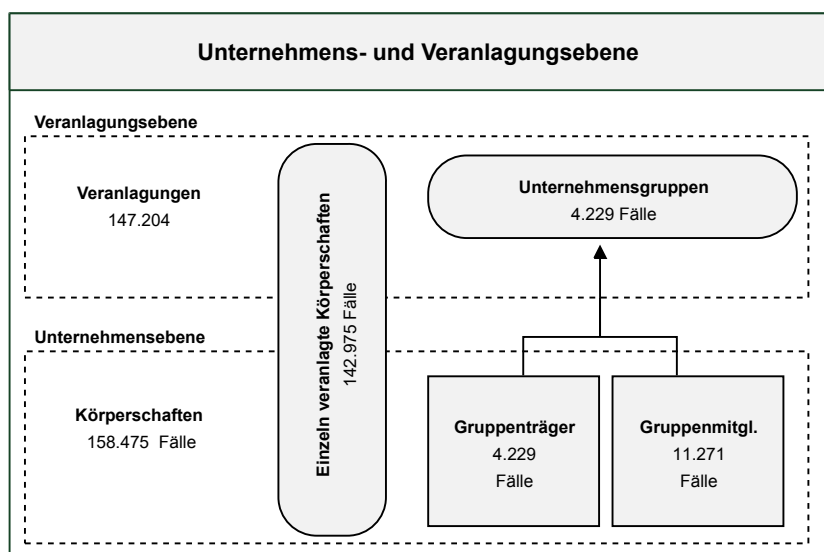 Unternehmens- und Veranlagungsebene
Veranlagungsebene
Veranlagungen
147.204
Einzeln veranlagte Körperschaften
142.975 Fälle
Unternehmensgruppen
4.229 Fälle
Unternehmensebene
Körperschaften
158.475 Fälle
Gruppenträger
4.229
Fälle
Gruppenmitgl.
11.271
Fälle